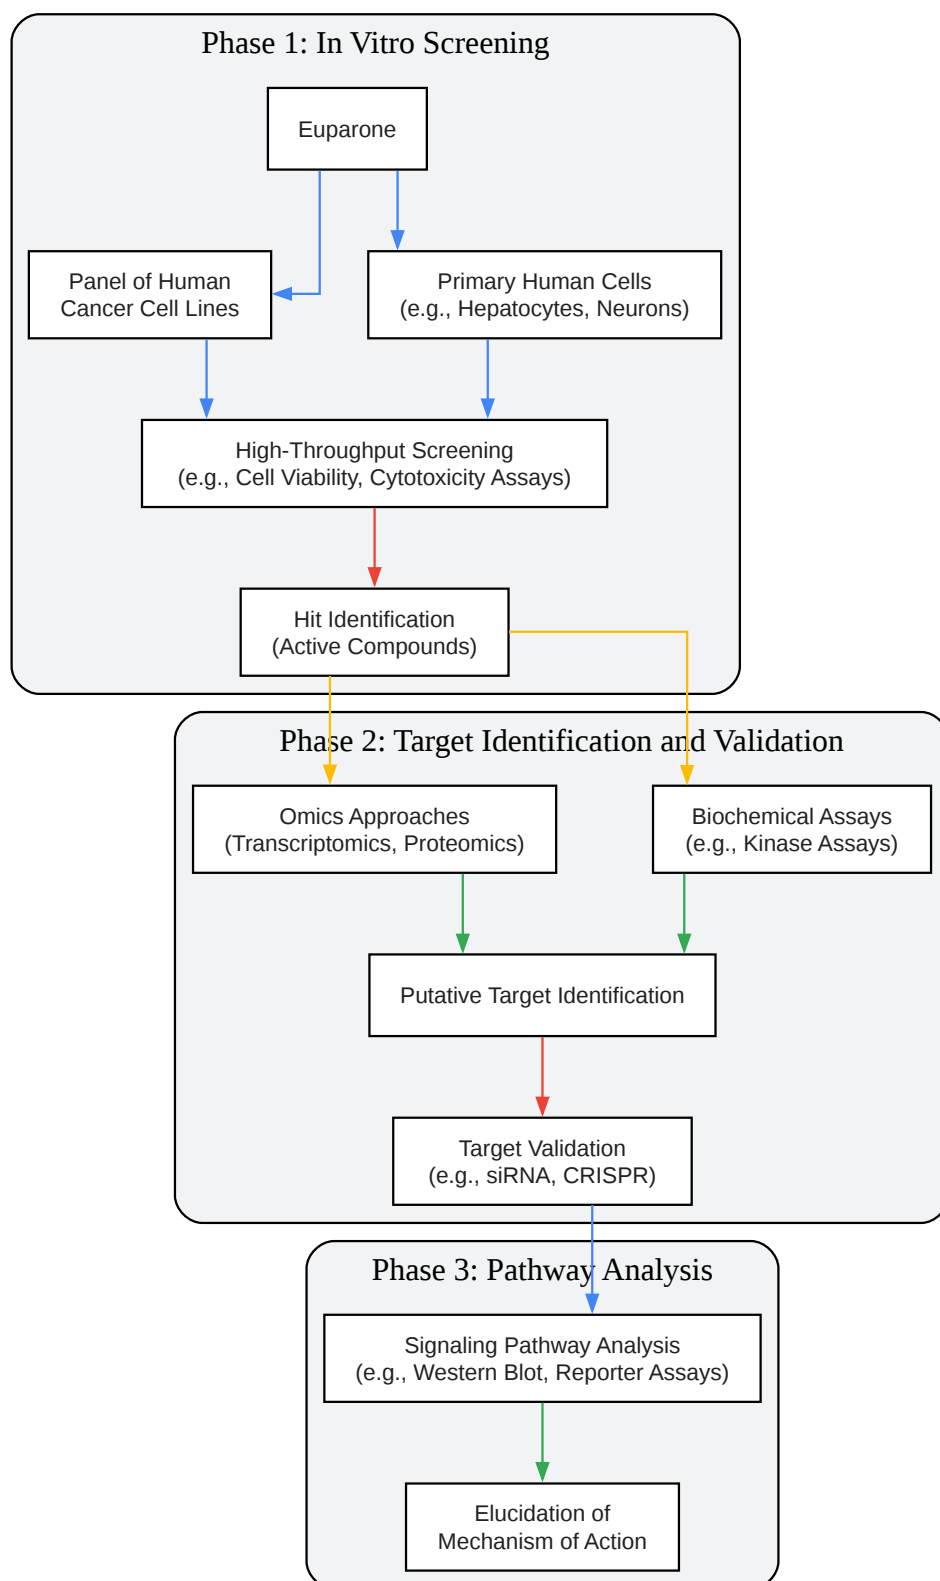 Phase 1: In Vitro Screening
Euparone
Panel of Human
Cancer Cell Lines
Primary Human Cells
(e.g., Hepatocytes, Neurons)
High-Throughput Screening
(e.g., Cell Viability, Cytotoxicity Assays)
Hit Identification
(Active Compounds)
Phase 2: Target Identification and Validation
Omics Approaches
(Transcriptomics, Proteomics)
Biochemical Assays
(e.g., Kinase Assays)
Putative Target Identification
Target Validation
(e.g., siRNA, CRISPR)
Phase 3: Pathway Analysis
Signaling Pathway Analysis
(e.g., Western Blot, Reporter Assays)
Elucidation of
Mechanism of Action